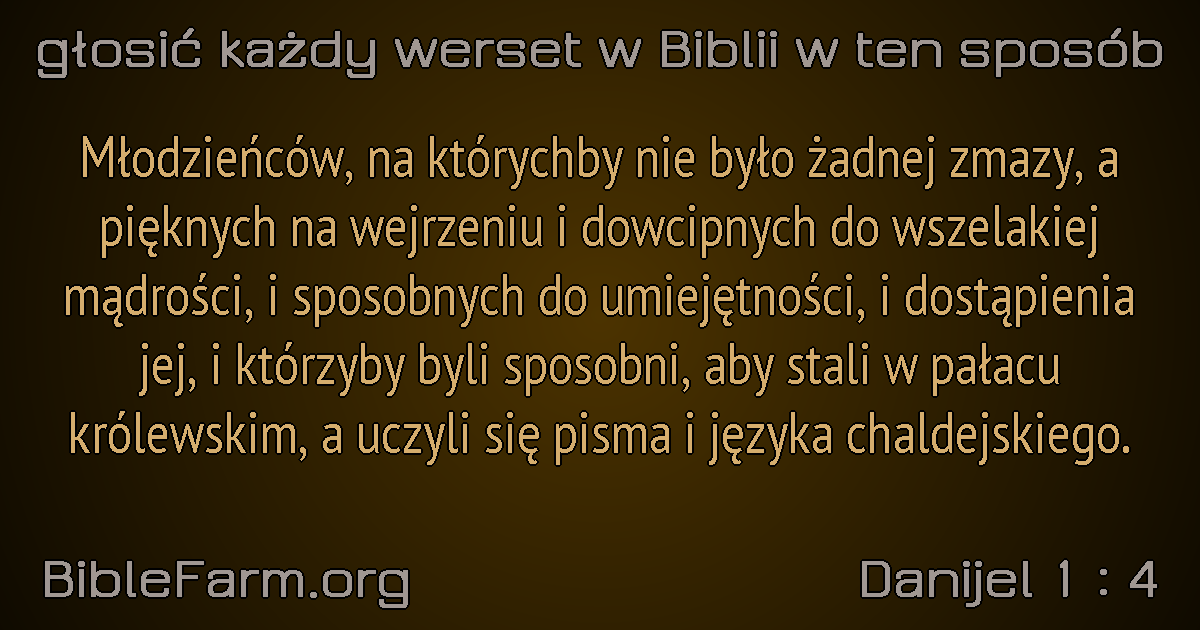 głosić każdy werset w Biblii w ten sposób
Młodzieńców, na którychby nie było żadnej zmazy, a
pięknych na wejrzeniu i dowcipnych do wszelakiej
mądrości, i sposobnych do umiejętności, i dostąpienia
jej, i którzyby byli sposobni, aby stali w pałacu
królewskim, a uczyli się pisma i języka chaldejskiego.
BibleFarm.org
Danijel 1 : 4